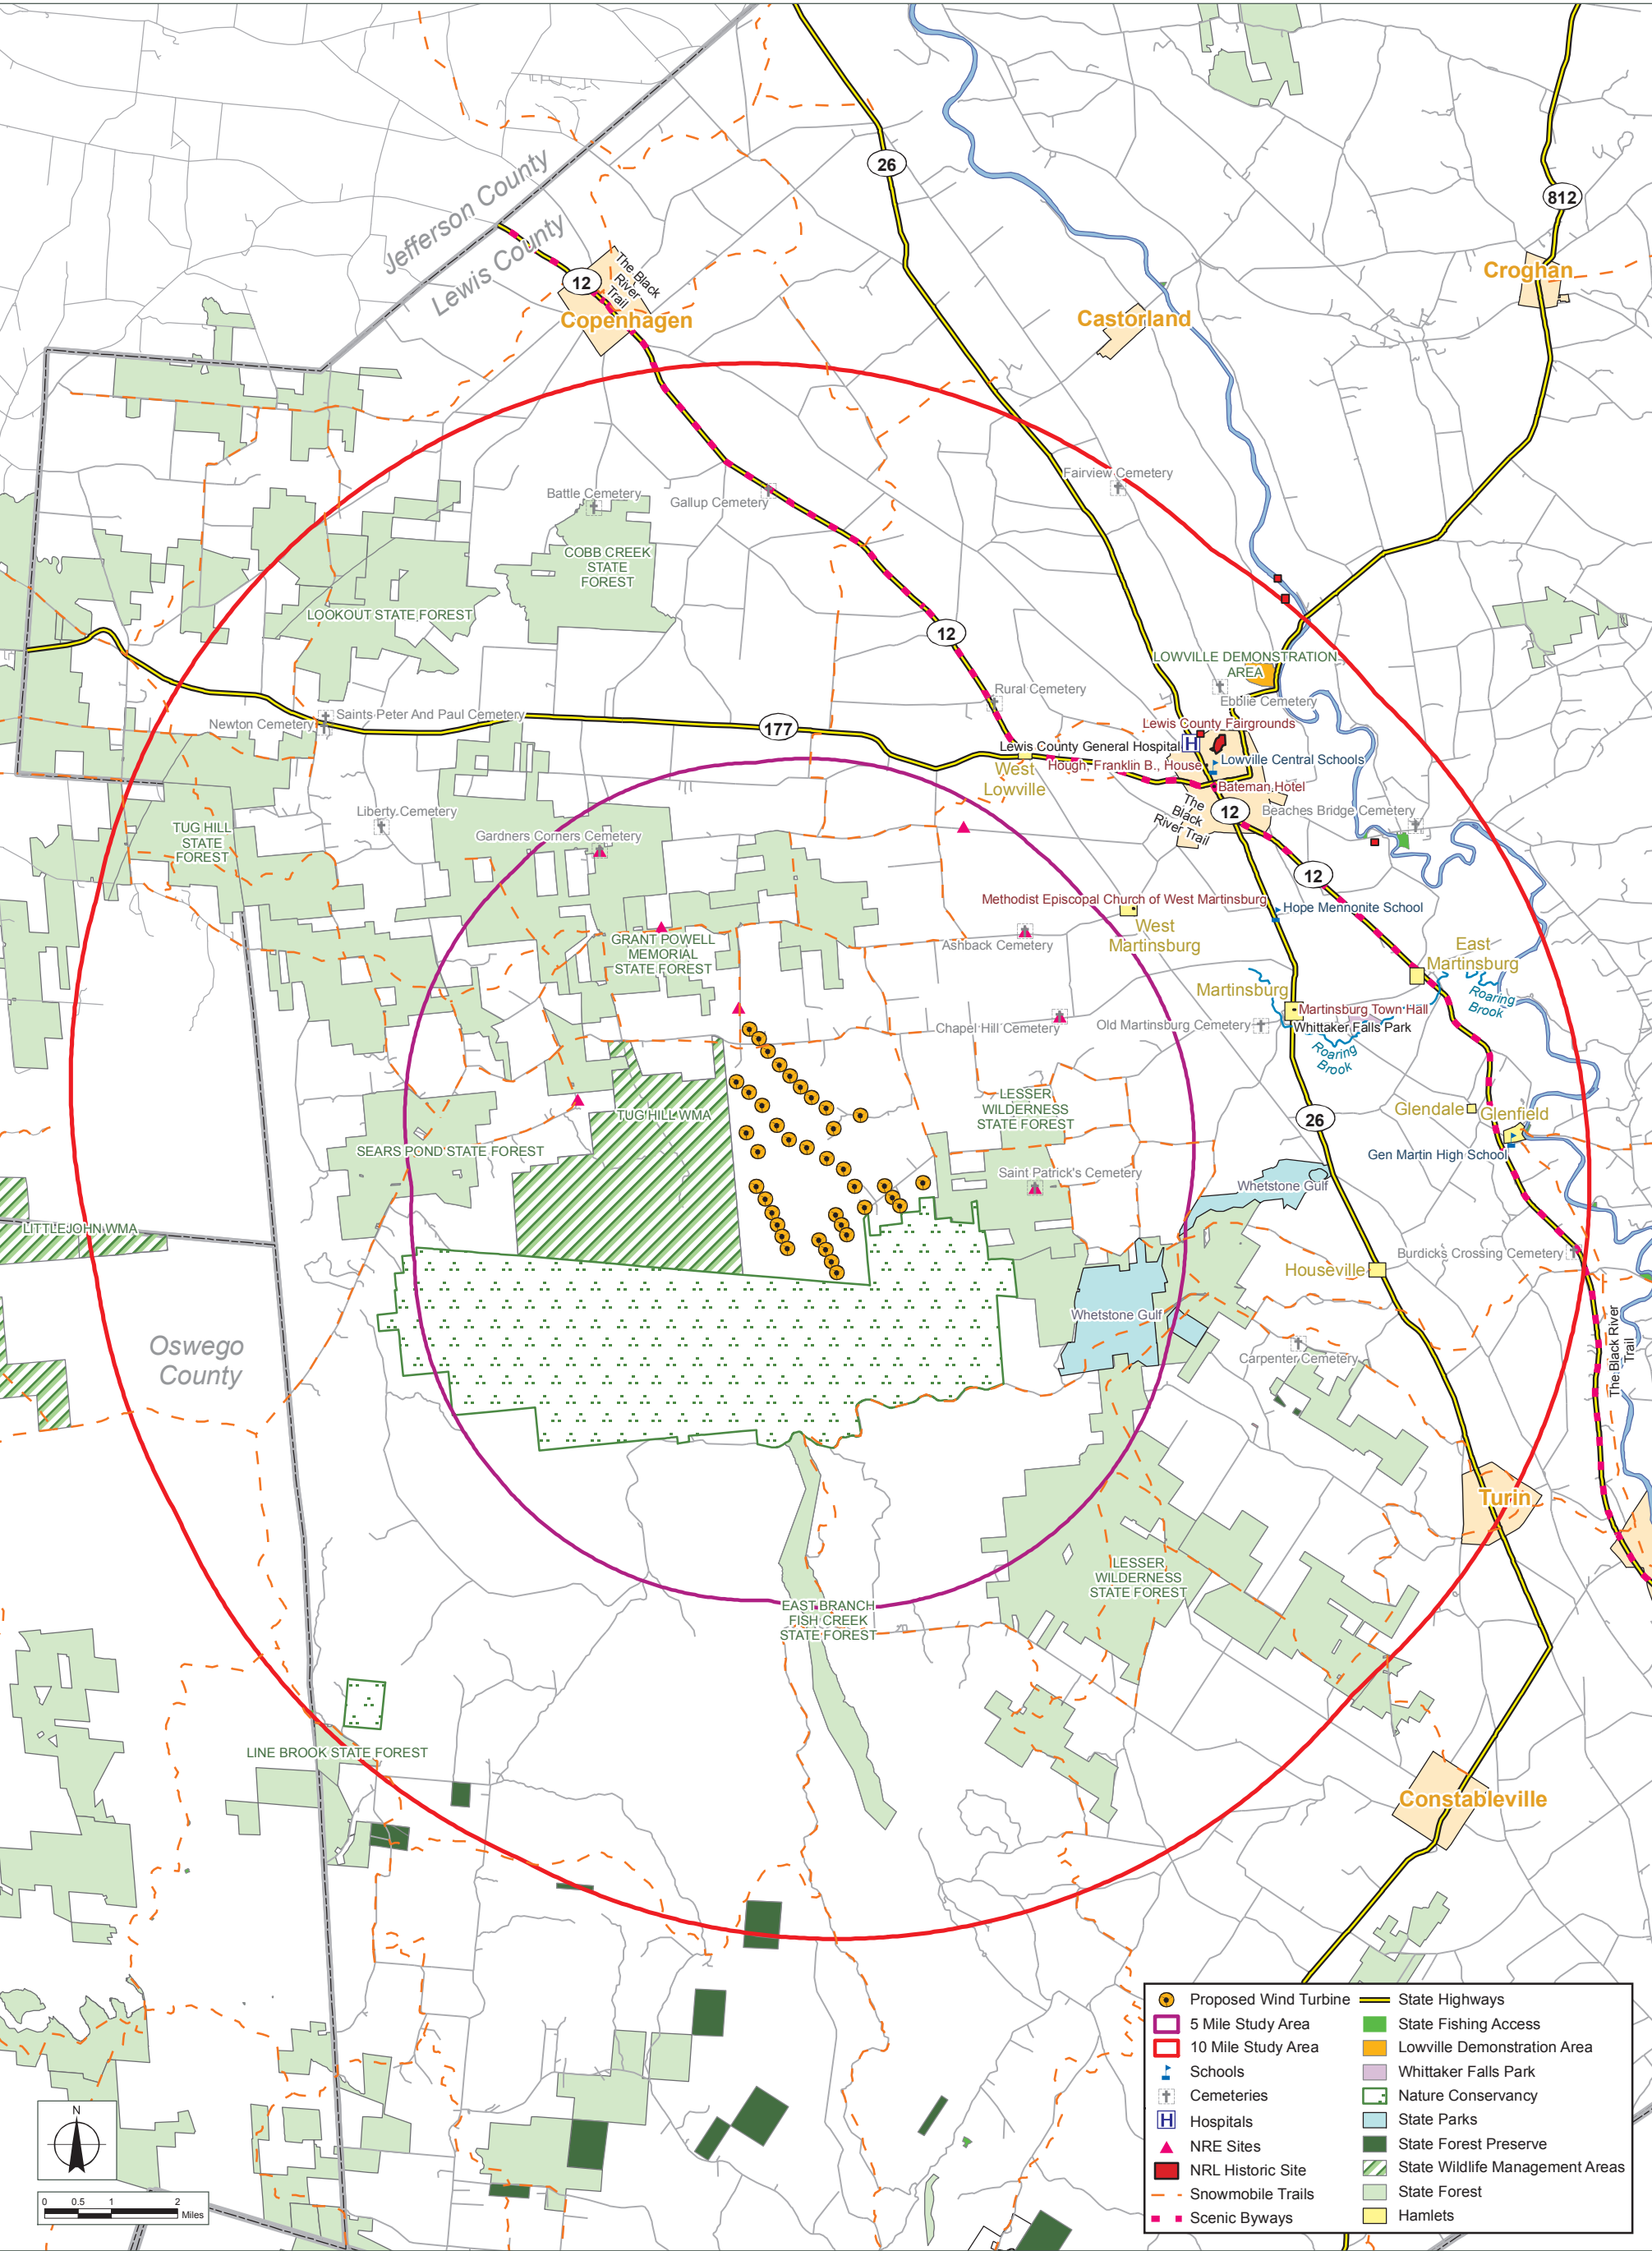 26
812
Jefferson County
Lewis County
The Black
River
Trail
12
Copenhagen
Croghan
Castorland
Fairview Cemetery
Battle Cemetery
Gallup Cemetery
COBB CREEK
STATE
FOREST
LOOKOUT STATE FOREST
12
LOWVILLE DEMONSTRATION
AREA
Rural Cemetery
Ebblie Cemetery
Newton Cemetery
Saints Peter And Paul Cemetery
177
Lewis County Fairgrounds
Lewis County General Hospital
H
Lowville Central Schools
Hough, Franklin B., House
West
Lowville
Bateman Hotel
The
Black
River Trail
12
Beaches Bridge Cemetery
Liberty Cemetery
TUG HILL
STATE
FOREST
Gardners Corners Cemetery
12
Methodist Episcopal Church of West Martinsburg
Hope Mennonite School
West
Martinsburg
Ashback Cemetery
GRANT POWELL
MEMORIAL
STATE FOREST
East
Martinsburg
Roaring
Brook
Martinsburg
Martinsburg Town Hall
Chapel Hill Cemetery
Old Martinsburg Cemetery
Whittaker Falls Park
Roaring
Brook
LESSER
WILDERNESS
STATE FOREST
TUG HILL WMA
26
Glendale
Glenfield
SEARS POND STATE FOREST
Gen Martin High School
Saint Patrick's Cemetery
Whetstone Gulf
LITTLEJOHN WMA
Burdicks Crossing Cemetery
Houseville
Whetstone Gulf
Oswego
County
Carpenter Cemetery
The Black River
Trail
Turin
LESSER
WILDERNESS
STATE FOREST
EAST BRANCH
FISH CREEK
STATE FOREST
LINE BROOK STATE FOREST
Constableville
N
0 0.5 1 2
Miles
Proposed Wind Turbine
5 Mile Study Area
10 Mile Study Area
Schools
Cemeteries
H Hospitals
NRE Sites
NRL Historic Site
Snowmobile Trails
Scenic Byways
State Highways
State Fishing Access
Lowville Demonstration Area
Whittaker Falls Park
Nature Conservancy
State Parks
State Forest Preserve
State Wildlife Management Areas
State Forest
Hamlets